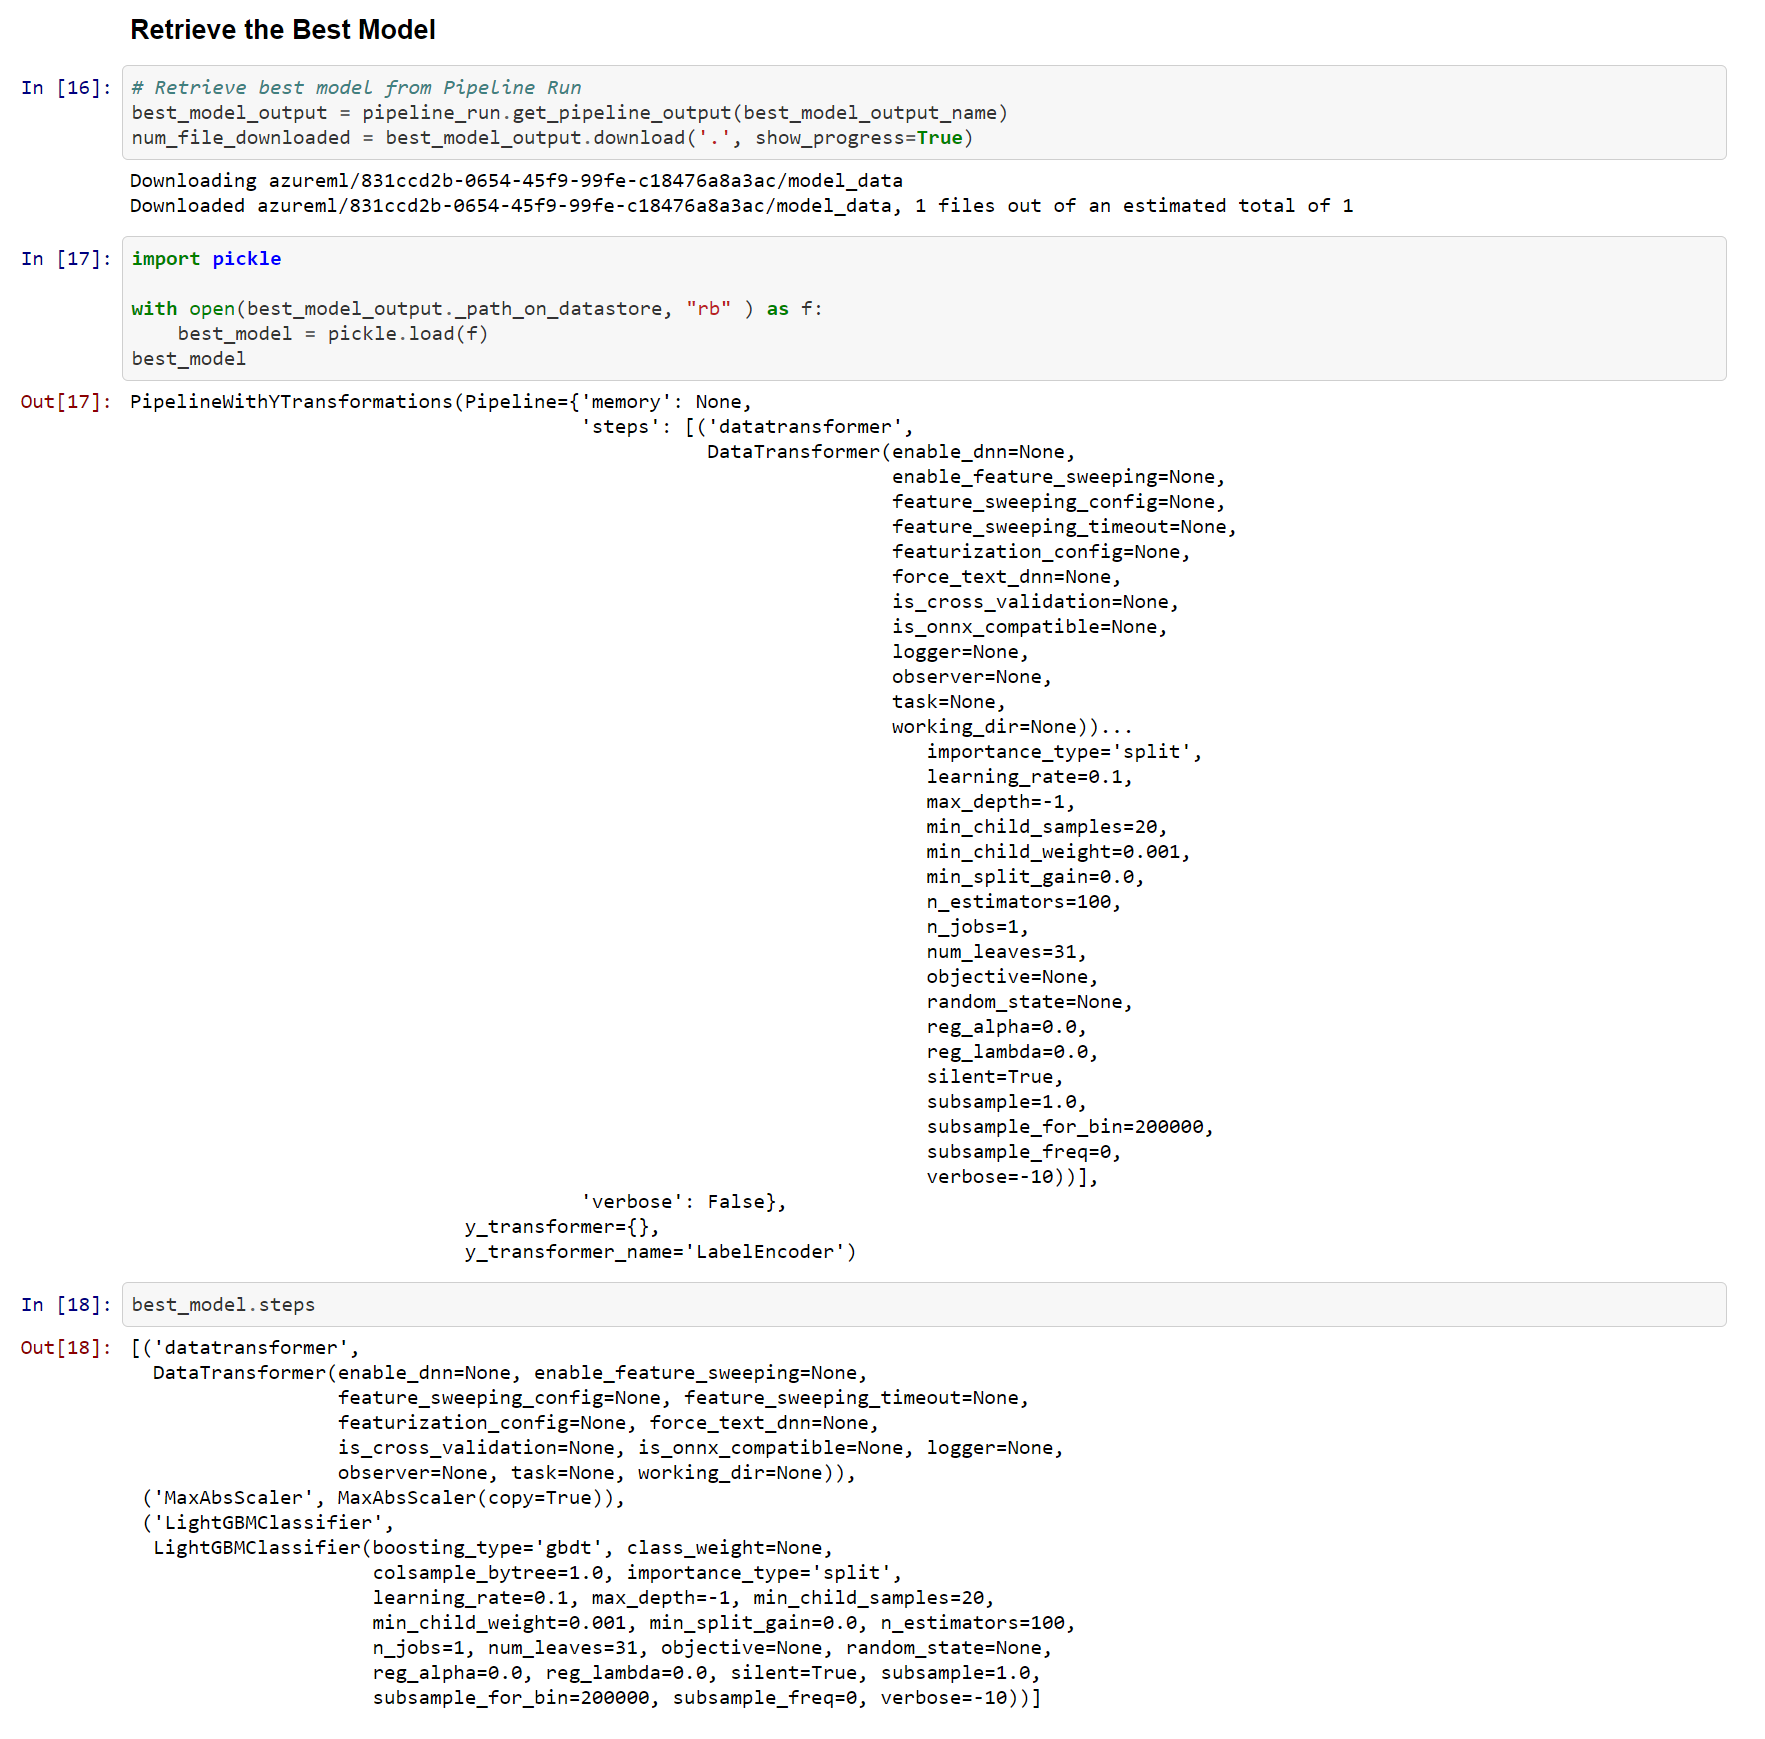 Retrieve the Best Model
In [16]:
# Retrieve best model from Pipeline Run
best_model_output = pipeline_run.get_pipeline_output(best_model_output_name)
num_file_downloaded = best_model_output.download('.', show_progress=True)
Downloading azureml/831ccd2b-0654-45f9-99fe-c18476a8a3ac/model_data
Downloaded azureml/831ccd2b-0654-45f9-99fe-c18476a8a3ac/model_data, 1 files out of an estimated total of 1
In [17]:
import pickle
with open(best_model_output._path_on_datastore, "rb" ) as f:
    best_model = pickle.load(f)
best_model
Out[17]:
PipelineWithYTransformations(Pipeline={'memory': None,
'steps': [('datatransformer',
DataTransformer(enable_dnn=None,
enable_feature_sweeping=None,
feature_sweeping_config=None,
feature_sweeping_timeout=None,
featurization_config=None,
force_text_dnn=None,
is_cross_validation=None,
is_onnx_compatible=None,
logger=None,
observer=None,
task=None,
working_dir=None))...
importance_type='split',
learning_rate=0.1,
max_depth=-1,
min_child_samples=20,
min_child_weight=0.001,
min_split_gain=0.0,
n_estimators=100,
n_jobs=1,
num_leaves=31,
objective=None,
random_state=None,
reg_alpha=0.0,
reg_lambda=0.0,
silent=True,
subsample=1.0,
subsample_for_bin=200000,
subsample_freq=0,
verbose=-10))],
'verbose': False},
y_transformer={},
y_transformer_name='LabelEncoder')
In [18]:
best_model.steps
Out[18]:
[('datatransformer',
DataTransformer(enable_dnn=None, enable_feature_sweeping=None,
feature_sweeping_config=None, feature_sweeping_timeout=None,
featurization_config=None, force_text_dnn=None,
is_cross_validation=None, is_onnx_compatible=None, logger=None,
observer=None, task=None, working_dir=None)),
('MaxAbsScaler', MaxAbsScaler(copy=True)),
('LightGBMClassifier',
LightGBMClassifier(boosting_type='gbdt', class_weight=None,
colsample_bytree=1.0, importance_type='split',
learning_rate=0.1, max_depth=-1, min_child_samples=20,
min_child_weight=0.001, min_split_gain=0.0, n_estimators=100,
n_jobs=1, num_leaves=31, objective=None, random_state=None,
reg_alpha=0.0, reg_lambda=0.0, silent=True, subsample=1.0,
subsample_for_bin=200000, subsample_freq=0, verbose=-10))]